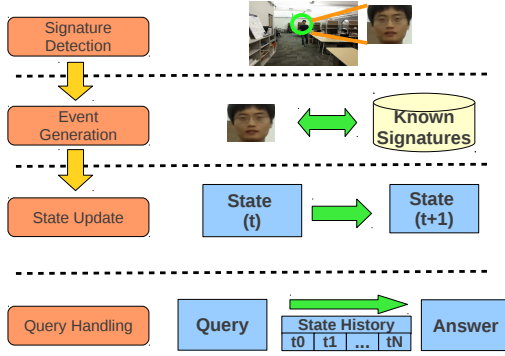 Signature
Detection
Event
Generation
Known
Signatures
State Update
State
(t)
State
(t+1)
Query Handling
Query
State History
t0 t1 ... tN
Answer